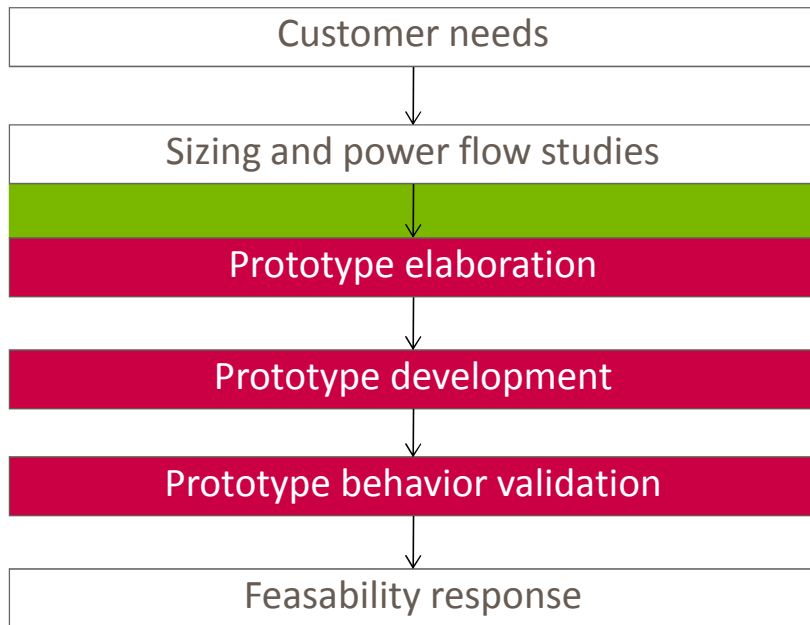 Customer needs
Sizing and power flow studies
Prototype elaboration
Prototype development
Prototype behavior validation
Feasability response